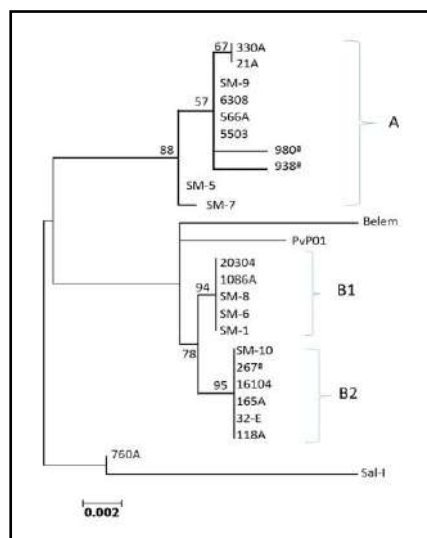 67 330A
21A
SM-9
57 6308
566A A
5503
980ª
88
938ª
SM-5
SM-7
Belem
PvP01
20304
1086A
94 SM-8 B1
SM-6
SM-1
78 SM-10
267ª
95 16104
165A B2
32-E
118A
760A
Sal-I
0.002